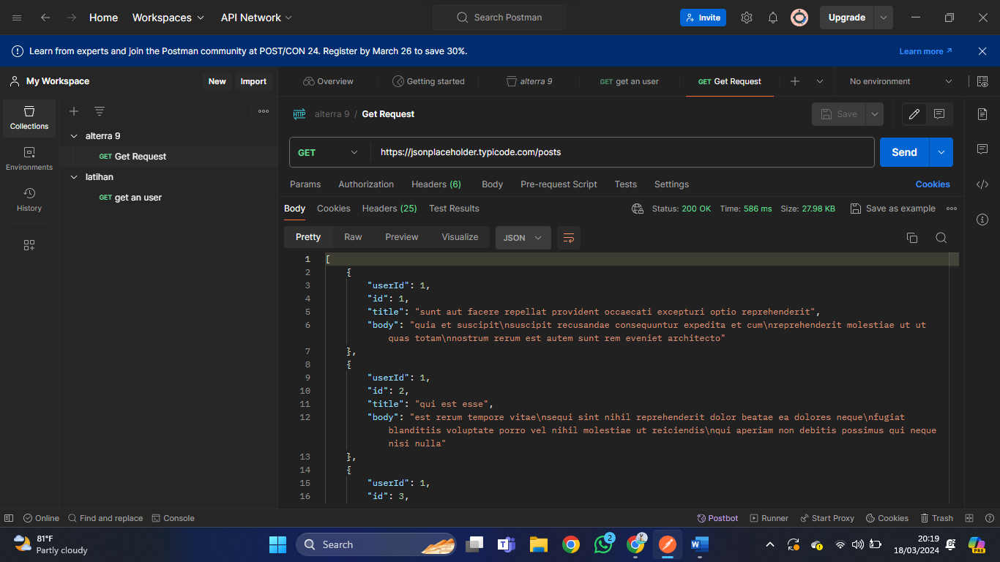 Home Workspaces API Network Search Postman Invite Upgrade
Learn from experts and join the Postman community at POST/CON 24. Register by March 26 to save 30%. Learn more
My Workspace New Import Overview Getting started alterra 9 GET get an user GET Get Request No environment
Collections
Environments
History
alterra 9
GET Get Request
latihan
GET get an user
HTTP alterra 9 / Get Request Save
GET https://jsonplaceholder.typicode.com/posts Send
Params Authorization Headers (6) Body Pre-request Script Tests Settings Cookies
Body Cookies Headers (25) Test Results Status: 200 OK Time: 586 ms Size: 27.98 KB Save as example
Pretty Raw Preview Visualize JSON
1 [
2 {
3 "userId": 1,
4 "id": 1,
5 "title": "sunt aut facere repellat provident occaecati excepturi optio reprehenderit",
6 "body": "quia et suscipit\nsuscipit recusandae consequuntur expedita et cum\nreprehenderit molestiae ut ut
quas totam\nnostrum rerum est autem sunt rem eveniet architecto"
7 },
8 {
9 "userId": 1,
10 "id": 2,
11 "title": "qui est esse",
12 "body": "est rerum tempore vitae\nsequi sint nihil reprehenderit dolor beatae ea dolores neque\nfugiat
blanditiis voluptate porro vel nihil molestiae ut reiciendis\nqui aperiam non debitis possimus qui neque
nisi nulla"
13 },
14 {
15 "userId": 1,
16 "id": 3,
Online Find and replace Console Postbot Runner Start Proxy Cookies Trash
81°F
Partly cloudy
Search
2
20:19
18/03/2024
PRE